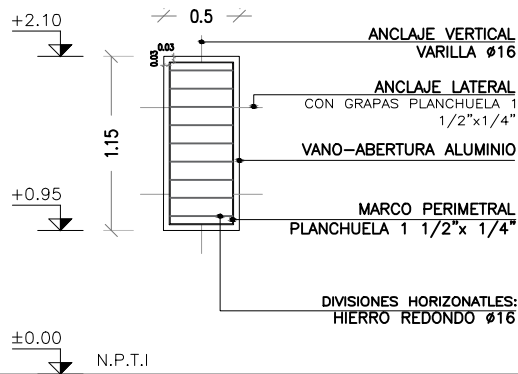 +2.10
0.5
ANCLAJE VERTICAL
VARILLA ø16
0.03
0.03
ANCLAJE LATERAL
CON GRAPAS PLANCHUELA 1
1/2"x1/4"
1.15
VANO-ABERTURA ALUMINIO
+0.95
MARCO PERIMETRAL
PLANCHUELA 1 1/2"x 1/4"
DIVISIONES HORIZONATLES:
HIERRO REDONDO ø16
±0.00
N.P.T.I